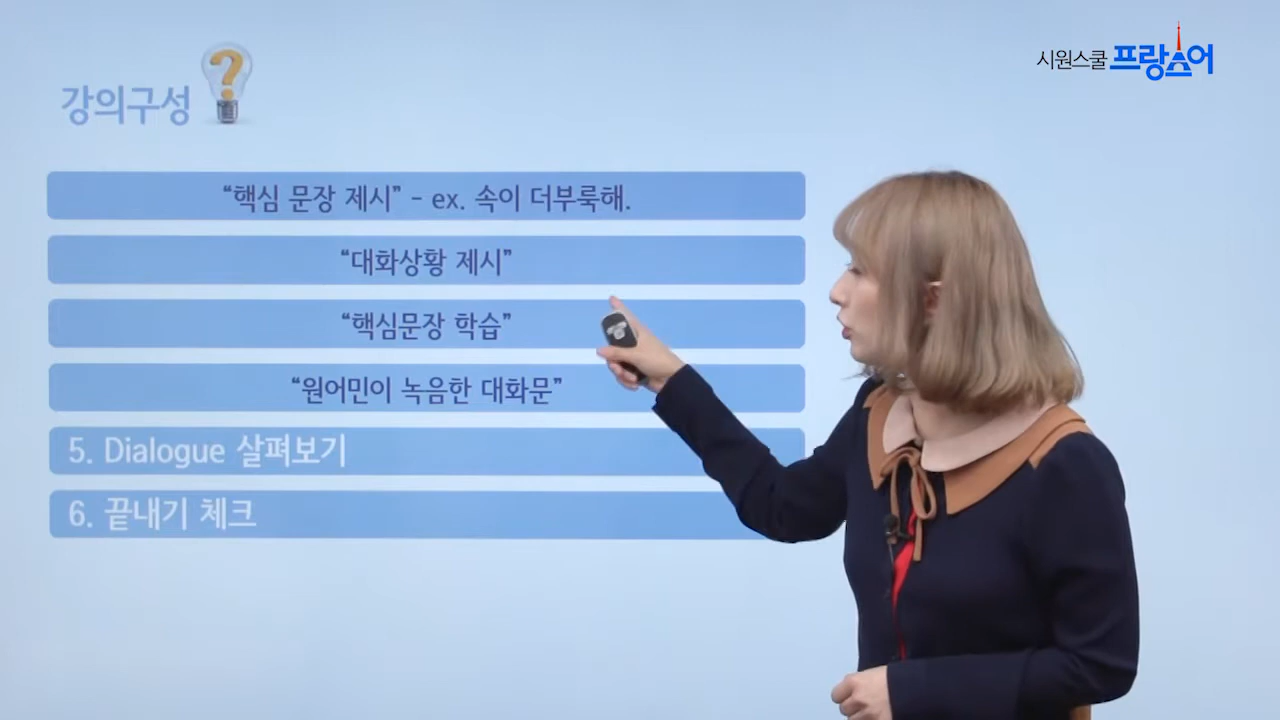 시원스쿨 프랑스어
강의구성
“핵심 문장 제시” - ex. 속이 더부룩해.
“대화상황 제시”
“핵심문장 학습”
“원어민이 녹음한 대화문”
5. Dialogue 살펴보기
6. 끝내기 체크